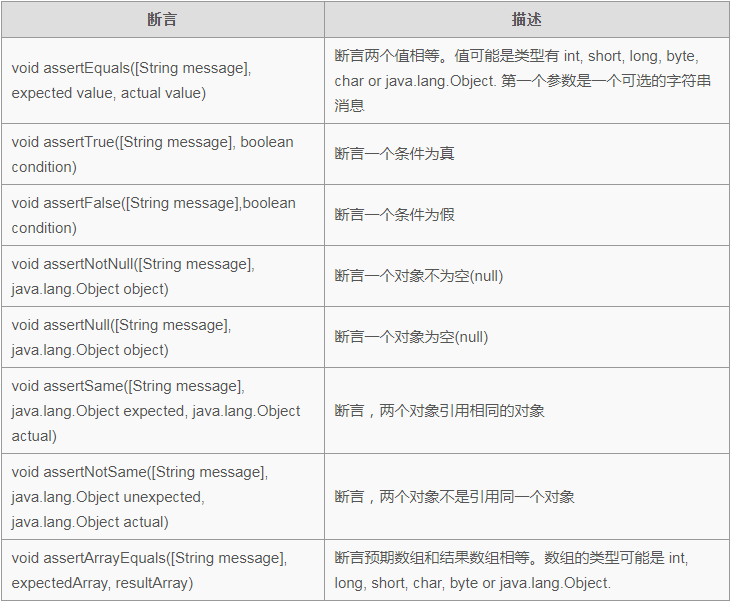 断言
描述
void assertEquals([String message],
expected value, actual value)
断言两个值相等。值可能是类型有 int, short, long, byte,
char or java.lang.Object. 第一个参数是一个可选的字符串
消息
void assertTrue([String message], boolean
condition)
断言一个条件为真
void assertFalse([String message],boolean
condition)
断言一个条件为假
void assertNotNull([String message],
java.lang.Object object)
断言一个对象不为空(null)
void assertNull([String message],
java.lang.Object object)
断言一个对象为空(null)
void assertSame([String message],
java.lang.Object expected, java.lang.Object
actual)
断言，两个对象引用相同的对象
void assertNotSame([String message],
java.lang.Object unexpected,
java.lang.Object actual)
断言，两个对象不是引用同一个对象
void assertArrayEquals([String message],
expectedArray, resultArray)
断言预期数组和结果数组相等。数组的类型可能是 int,
long, short, char, byte or java.lang.Object.